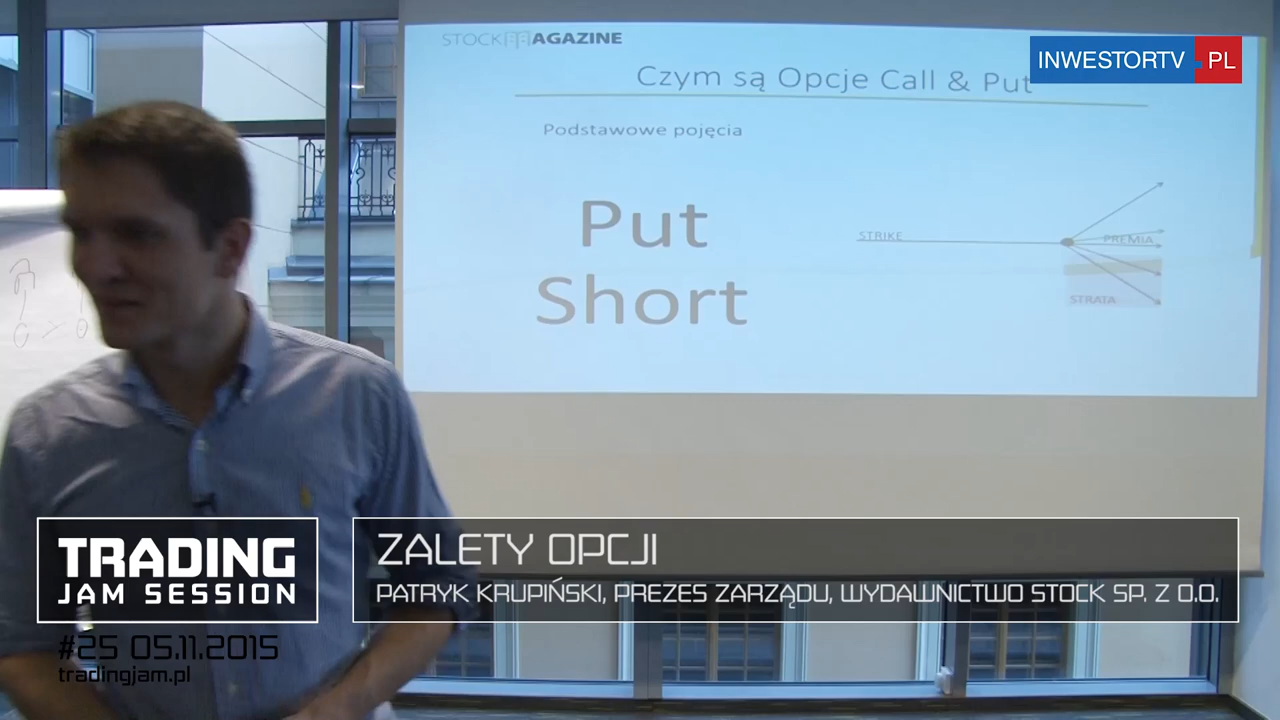 STOCK MAGAZINE
INWESTORTV.PL
Czym są Opcje Call & Put
Podstawowe pojęcia
Put
Short
STRIKE
PREMIA
STRATA
TRADING
JAM SESSION
ZALETY OPCJI
PATRYK KRUPIŃSKI, PREZES ZARZĄDU, WYDAWNICTWO STOCK SP. Z O.O.
#25 05.11.2015
tradingjam.pl